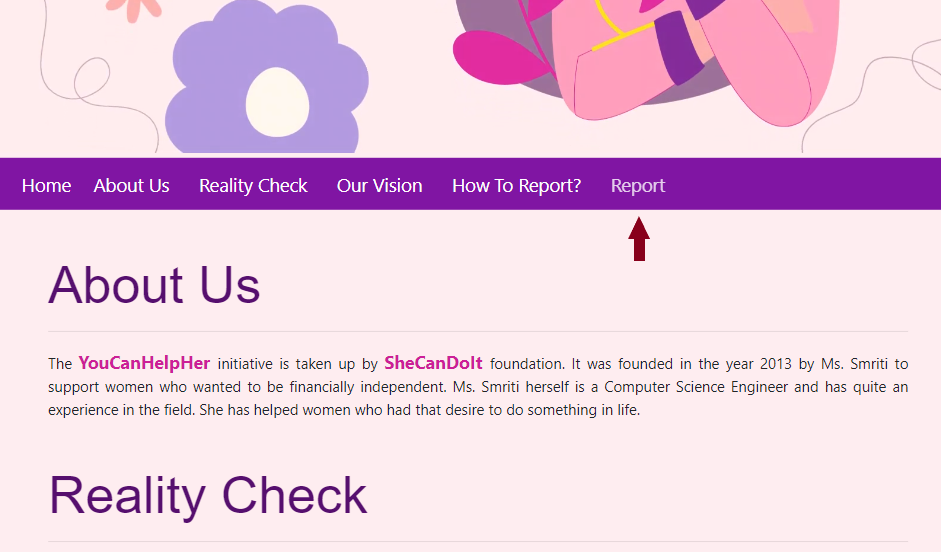 Home About Us Reality Check Our Vision How To Report? Report
About Us
The YouCanHelpHer initiative is taken up by SheCanDoIt foundation. It was founded in the year 2013 by Ms. Smriti to
support women who wanted to be financially independent. Ms. Smriti herself is a Computer Science Engineer and has quite an
experience in the field. She has helped women who had that desire to do something in life.
Reality Check